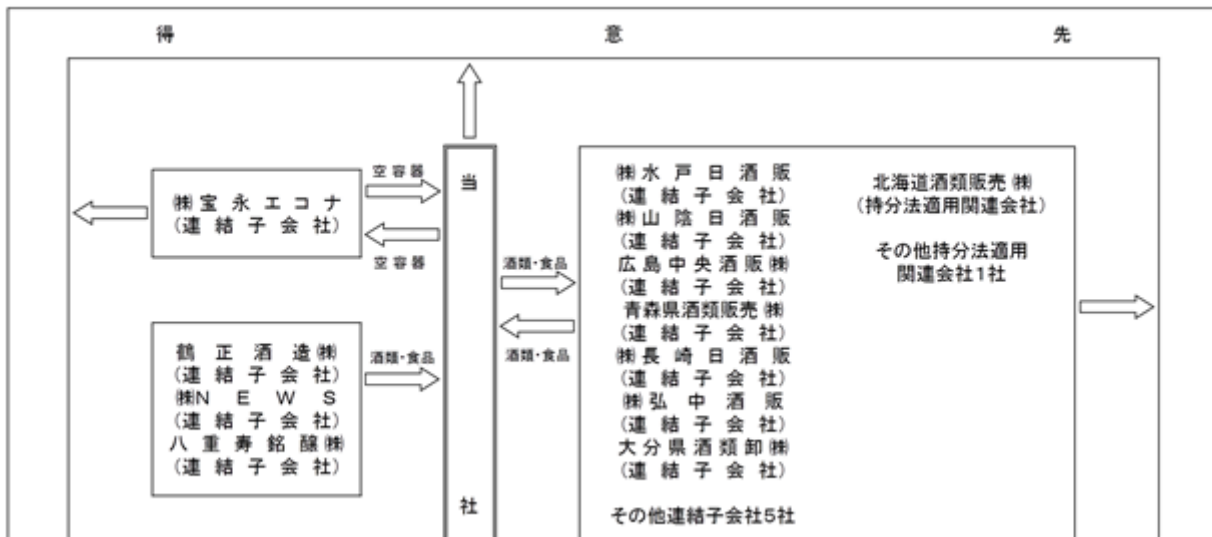 得意先
空容器
㈱宝永エコナ
(連結子会社)
空容器
鶴正酒造㈱
(連結子会社)
㈱NEWS
(連結子会社)
八重寿銘醸㈱
(連結子会社)
酒類・食品
当社
酒類・食品
酒類・食品
㈱水戸日酒販
(連結子会社)
㈱山陰日酒販
(連結子会社)
広島中央酒販㈱
(連結子会社)
青森県酒類販売㈱
(連結子会社)
㈱長崎日酒販
(連結子会社)
㈱弘中酒販
(連結子会社)
大分県酒類卸㈱
(連結子会社)
その他連結子会社5社
北海道酒類販売㈱
(持分法適用関連会社)
その他持分法適用
関連会社1社